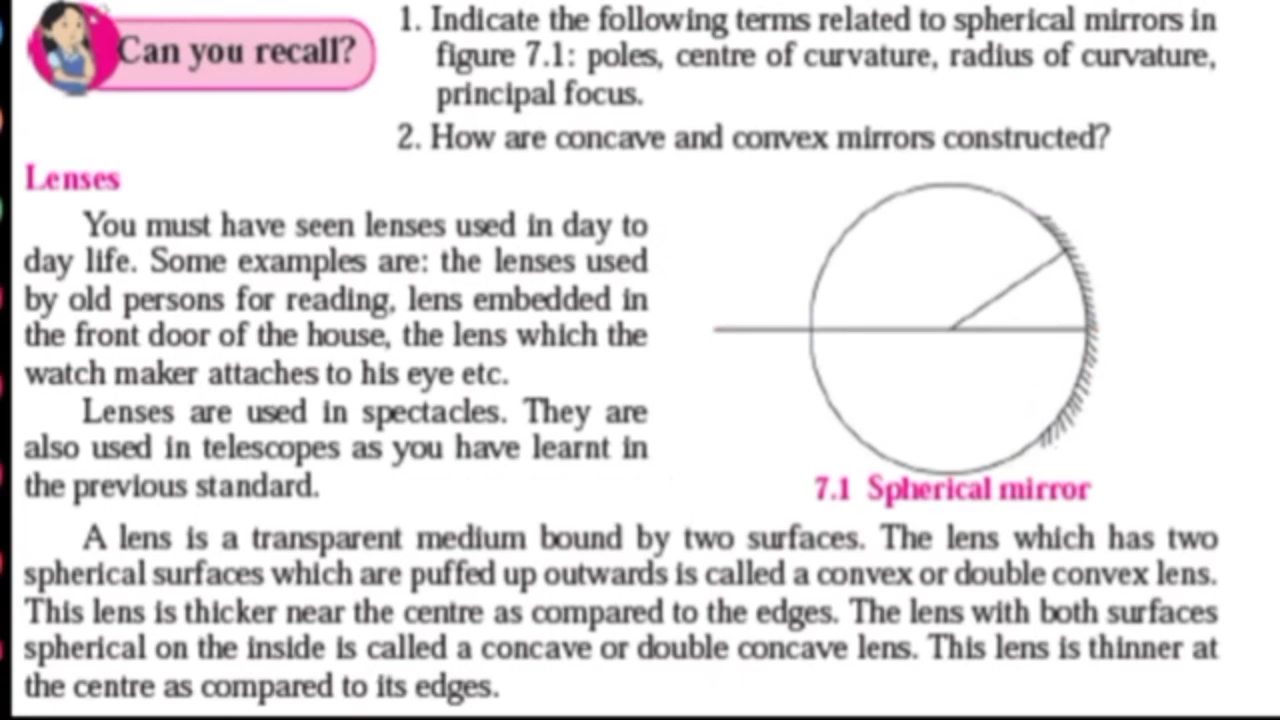 Can you recall?
1. Indicate the following terms related to spherical mirrors in
figure 7.1: poles, centre of curvature, radius of curvature,
principal focus.
2. How are concave and convex mirrors constructed?
Lenses
You must have seen lenses used in day to
day life. Some examples are: the lenses used
by old persons for reading, lens embedded in
the front door of the house, the lens which the
watch maker attaches to his eye etc.
Lenses are used in spectacles. They are
also used in telescopes as you have learnt in
the previous standard.
7.1 Spherical mirror
A lens is a transparent medium bound by two surfaces. The lens which has two
spherical surfaces which are puffed up outwards is called a convex or double convex lens.
This lens is thicker near the centre as compared to the edges. The lens with both surfaces
spherical on the inside is called a concave or double concave lens. This lens is thinner at
the centre as compared to its edges.